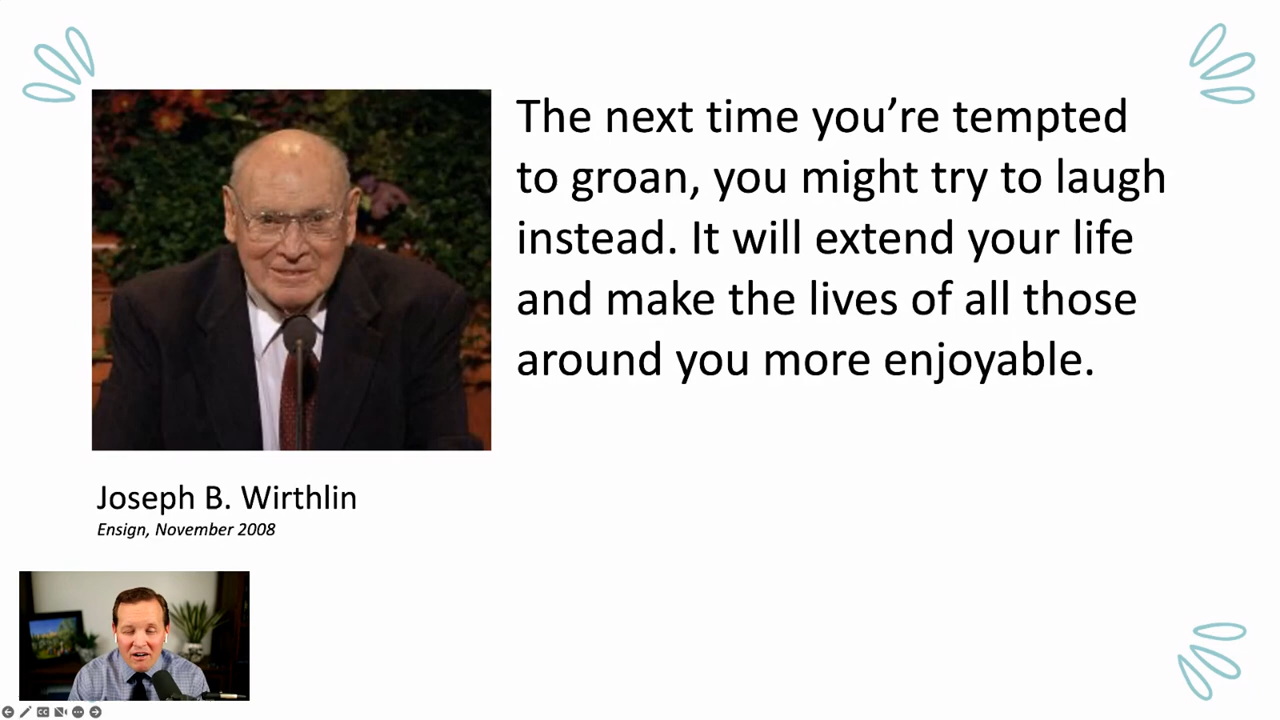 The next time you’re tempted
to groan, you might try to laugh
instead. It will extend your life
and make the lives of all those
around you more enjoyable.
Joseph B. Wirthlin
Ensign, November 2008